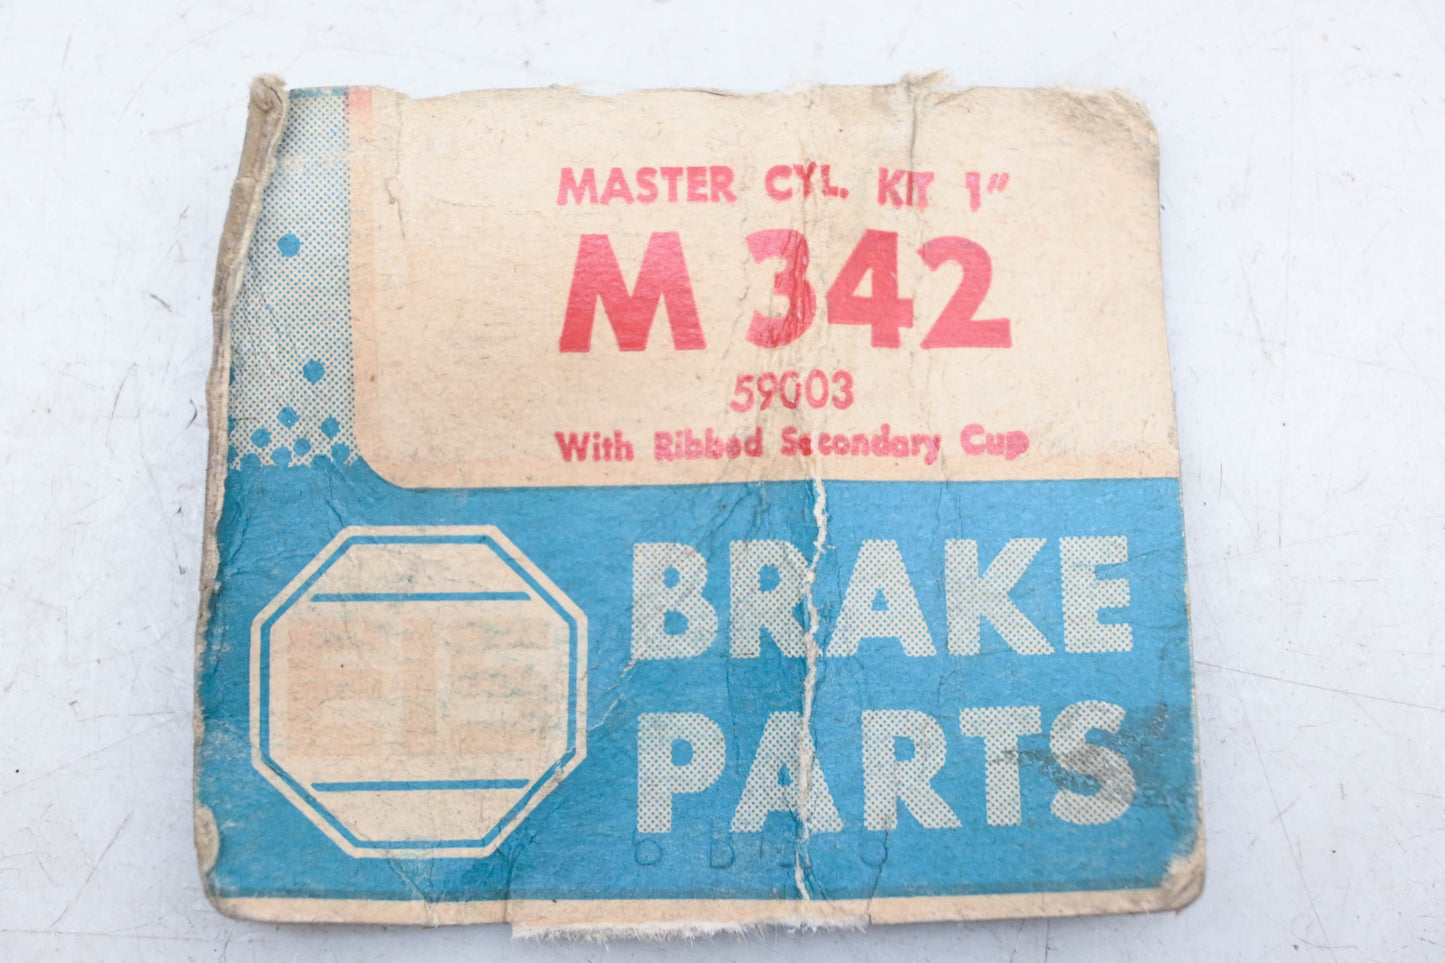 MASTER CYL. KIT 1"
M 342
59003
With Ribbed Secondary Cup
BRAKE
PARTS